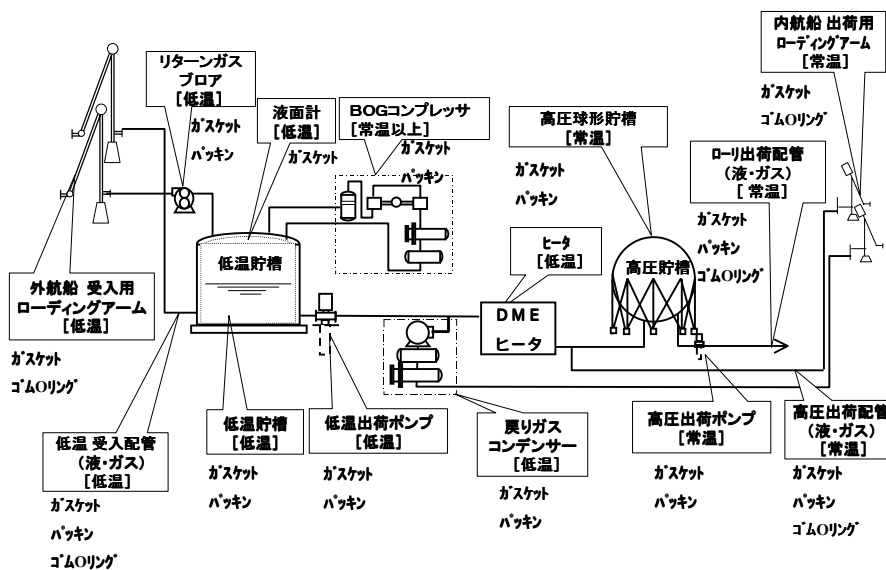 内航船 出荷用
ローディングアーム
[常温]
ガスケット
ゴムOリング
リターンガス
ブロア
[低温]
ガスケット
パッキン
液面計
[低温]
ガスケット
BOGコンプレッサ
[常温以上]
ガスケット
パッキン
高圧球形貯槽
[常温]
ガスケット
パッキン
ローリ出荷配管
(液・ガス)
[常温]
ガスケット
パッキン
ゴムOリング
ヒータ
[低温]
低温貯槽
高圧貯槽
DME
ヒータ
外航船 受入用
ローディングアーム
[低温]
ガスケット
ゴムOリング
低温 受入配管
(液・ガス)
[低温]
ガスケット
パッキン
ゴムOリング
低温貯槽
[低温]
ガスケット
パッキン
低温出荷ポンプ
[低温]
ガスケット
パッキン
戻りガス
コンデンサー
[低温]
ガスケット
パッキン
高圧出荷ポンプ
[常温]
ガスケット
パッキン
高圧出荷配管
(液・ガス)
[常温]
ガスケット
パッキン
ゴムOリング